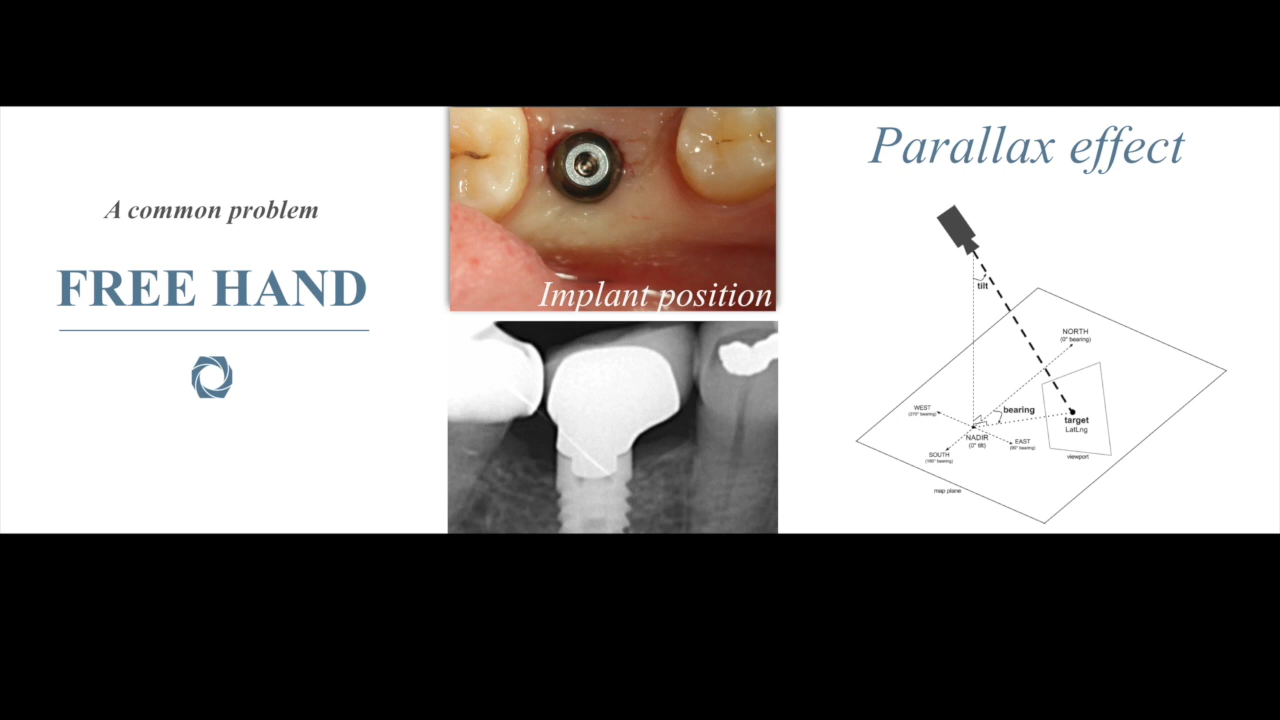 A common problem
FREE HAND
Implant position
Parallax effect
tilt
NORTH
(0° bearing)
WEST
(270° bearing)
bearing
target
LatLng
NADIR
(0° tilt)
EAST
(90° bearing)
SOUTH
(180° bearing)
viewport
map plane